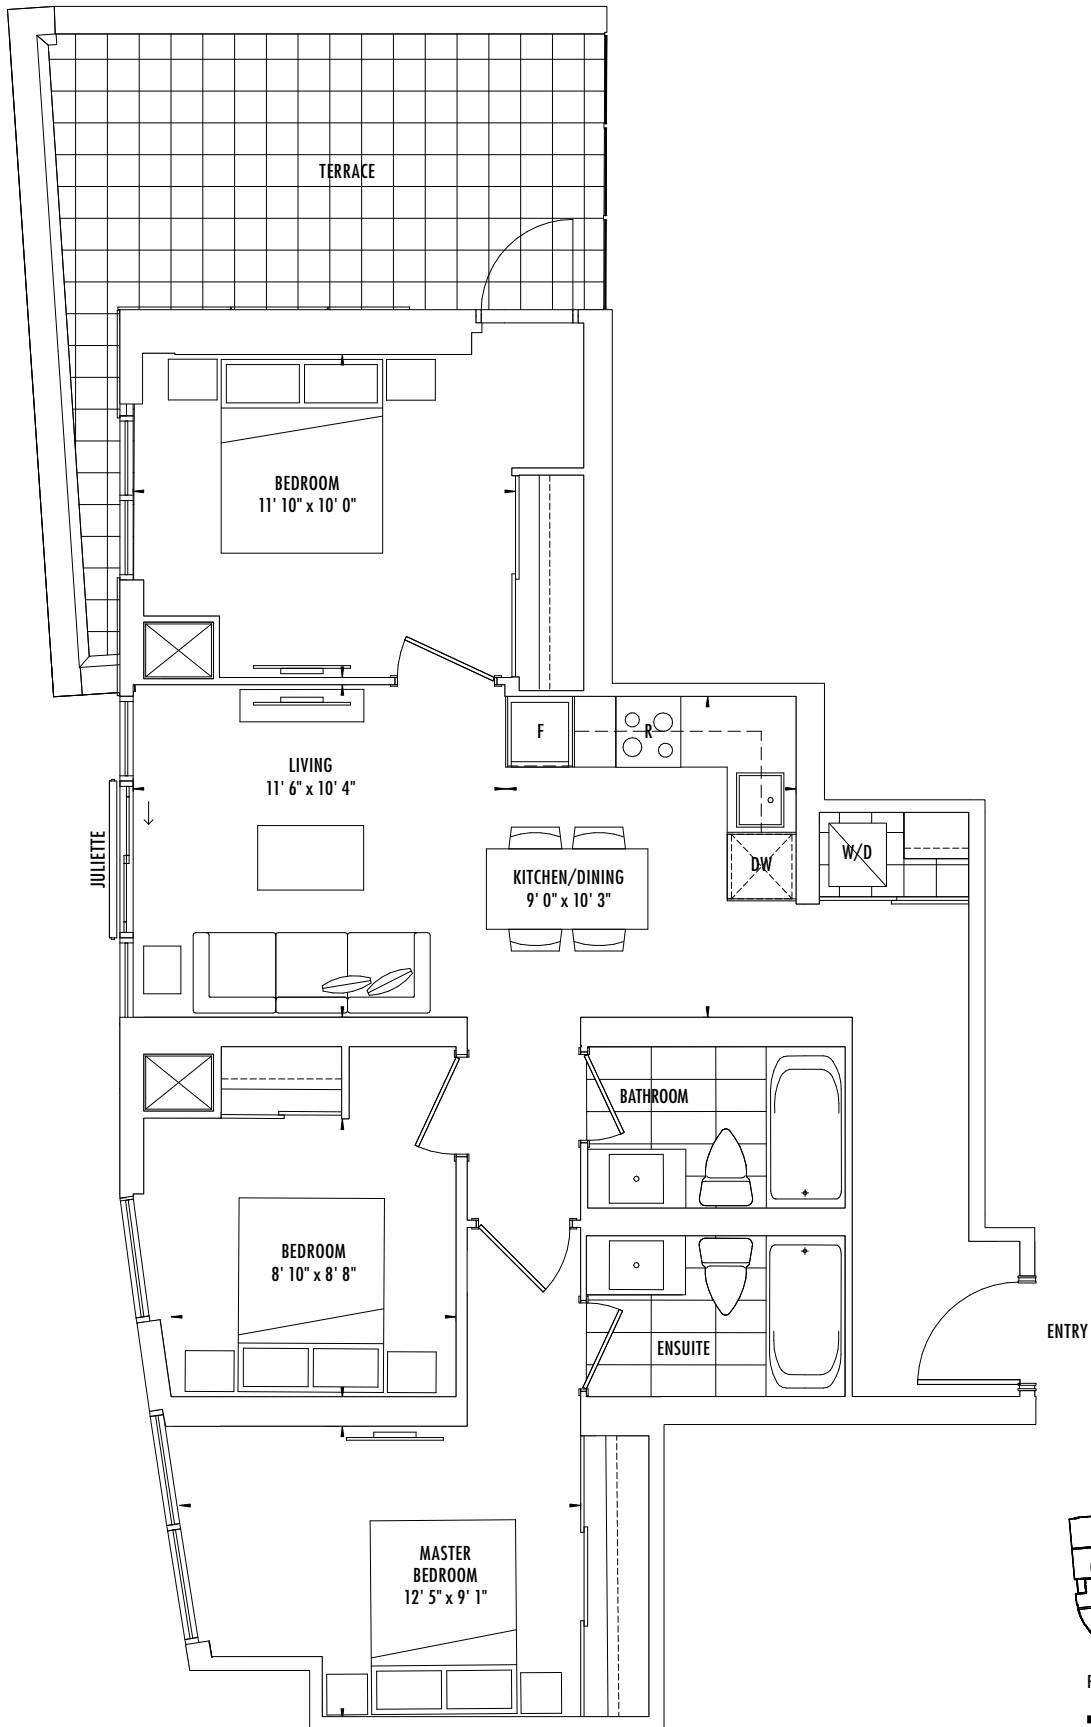 TERRACE
BEDROOM
11' 10" x 10' 0"
LIVING
11' 6" x 10' 4"
F
R
JULIETTE
DW
W/D
KITCHEN/DINING
9' 0" x 10' 3"
BATHROOM
BEDROOM
8' 10" x 8' 8"
ENSUITE
ENTRY
MASTER
BEDROOM
12' 5" x 9' 1"